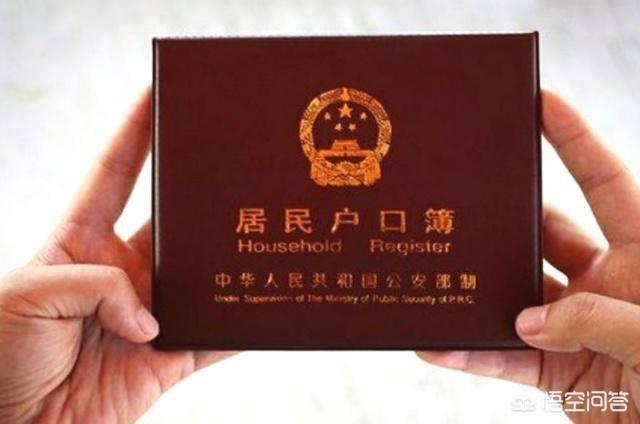 居民户口簿
Household Register
中华人民共和国公安部制
Under Supervision of The Ministry of Public Security of P.R.C.
悟空问答